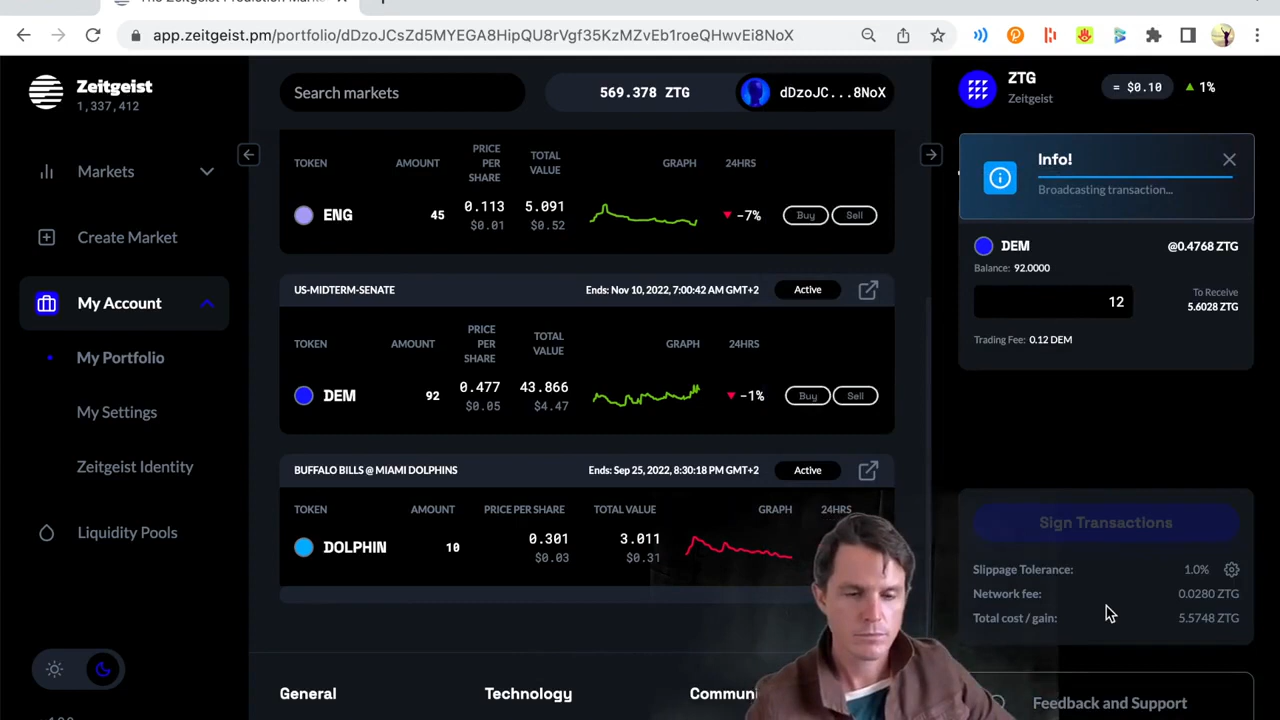 The Zeitgeist Prediction Marke
app.zeitgeist.pm/portfolio/dDzoJCsZd5MYEGA8HipQU8rVgf35KzMZvEb1roeQHwvEi8NoX
Zeitgeist
1,337,412
Search markets
569.378 ZTG
dDzoJC...8NoX
ZTG
Zeitgeist
= $0.10
1%
Markets
Create Market
My Account
My Portfolio
My Settings
Zeitgeist Identity
Liquidity Pools
TOKEN AMOUNT PRICE PER SHARE TOTAL VALUE GRAPH 24HRS
ENG 45 0.113 5.091 -7% Buy Sell
$0.01 $0.52
US-MIDTERM-SENATE Ends: Nov 10, 2022, 7:00:42 AM GMT+2 Active
TOKEN AMOUNT PRICE PER SHARE TOTAL VALUE GRAPH 24HRS
DEM 92 0.477 43.866 -1% Buy Sell
$0.05 $4.47
BUFFALO BILLS @ MIAMI DOLPHINS Ends: Sep 25, 2022, 8:30:18 PM GMT+2 Active
TOKEN AMOUNT PRICE PER SHARE TOTAL VALUE GRAPH 24HRS
DOLPHIN 10 0.301 3.011
$0.03 $0.31
General
Technology
Info!
Broadcasting transaction...
DEM @0.4768 ZTG
Balance: 92.0000
12
To Receive
5.6028 ZTG
Trading Fee: 0.12 DEM
Sign Transactions
Slippage Tolerance: 1.0%
Network fee: 0.0280 ZTG
Total cost / gain: 5.5748 ZTG
Feedback and Support